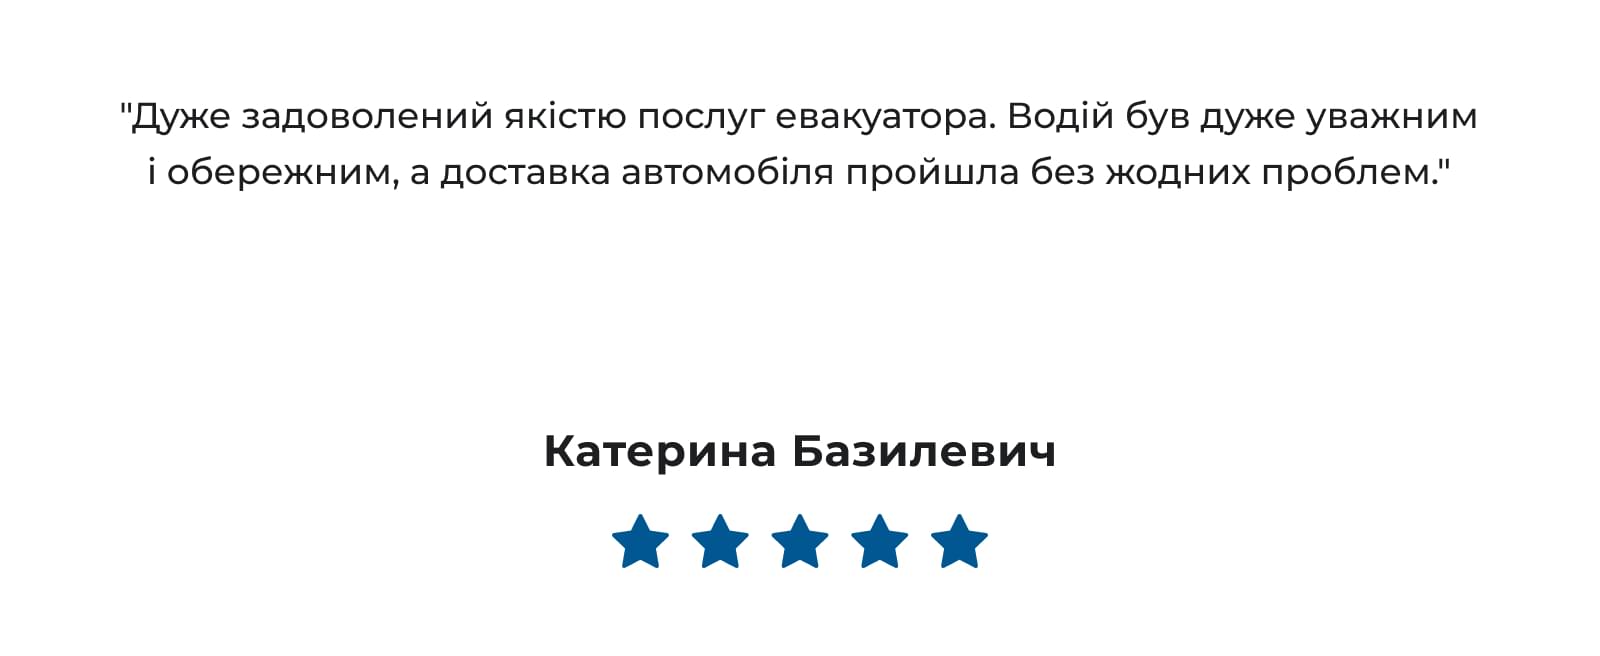 "Дуже задоволений якістю послуг евакуатора. Водій був дуже уважним
і обережним, а доставка автомобіля пройшла без жодних проблем."
Катерина Базилевич